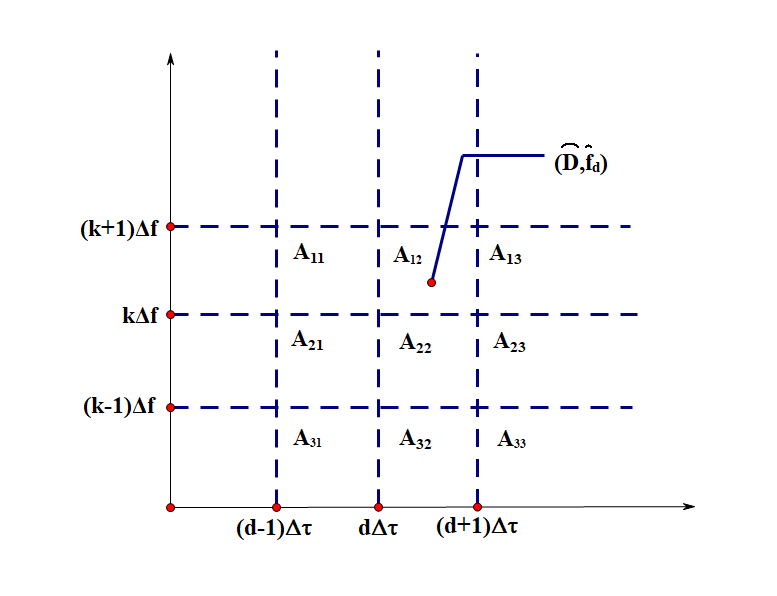 (D̑,f̂d)
(k+1)Δf
A11 A12 A13
kΔf
A21 A22 A23
(k-1)Δf
A31 A32 A33
(d-1)Δτ dΔτ (d+1)Δτ